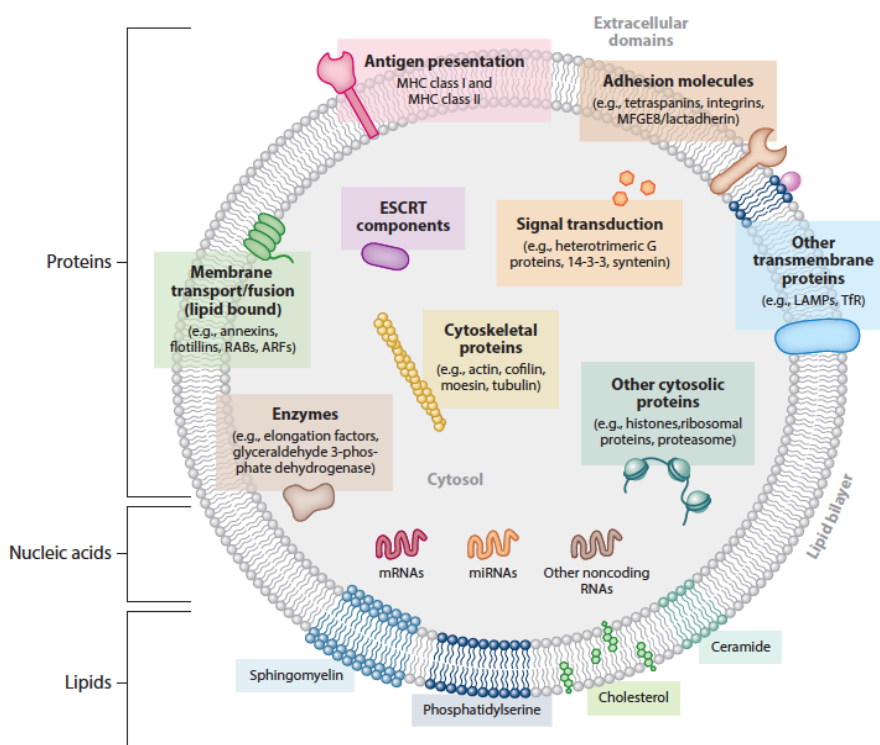 Extracellular
domains
Antigen presentation
MHC class I and
MHC class II
Adhesion molecules
(e.g., tetraspanins, integrins,
MFGE8/lactadherin)
ESCRT
components
Signal transduction
(e.g., heterotrimeric G
proteins, 14-3-3, syntenin)
Other
transmembrane
proteins
(e.g., LAMPs, TfR)
Proteins
Membrane
transport/fusion
(lipid bound)
(e.g., annexins,
flotillins, RABs, ARFs)
Cytoskeletal
proteins
(e.g., actin, cofilin,
moesin, tubulin)
Other cytosolic
proteins
(e.g., histones,ribosomal
proteins, proteasome)
Enzymes
(e.g., elongation factors,
glyceraldehyde 3-phos-
phate dehydrogenase)
Cytosol
Lipid bilayer
Nucleic acids
mRNAs
miRNAs
Other noncoding
RNAs
Lipids
Sphingomyelin
Phosphatidylserine
Cholesterol
Ceramide